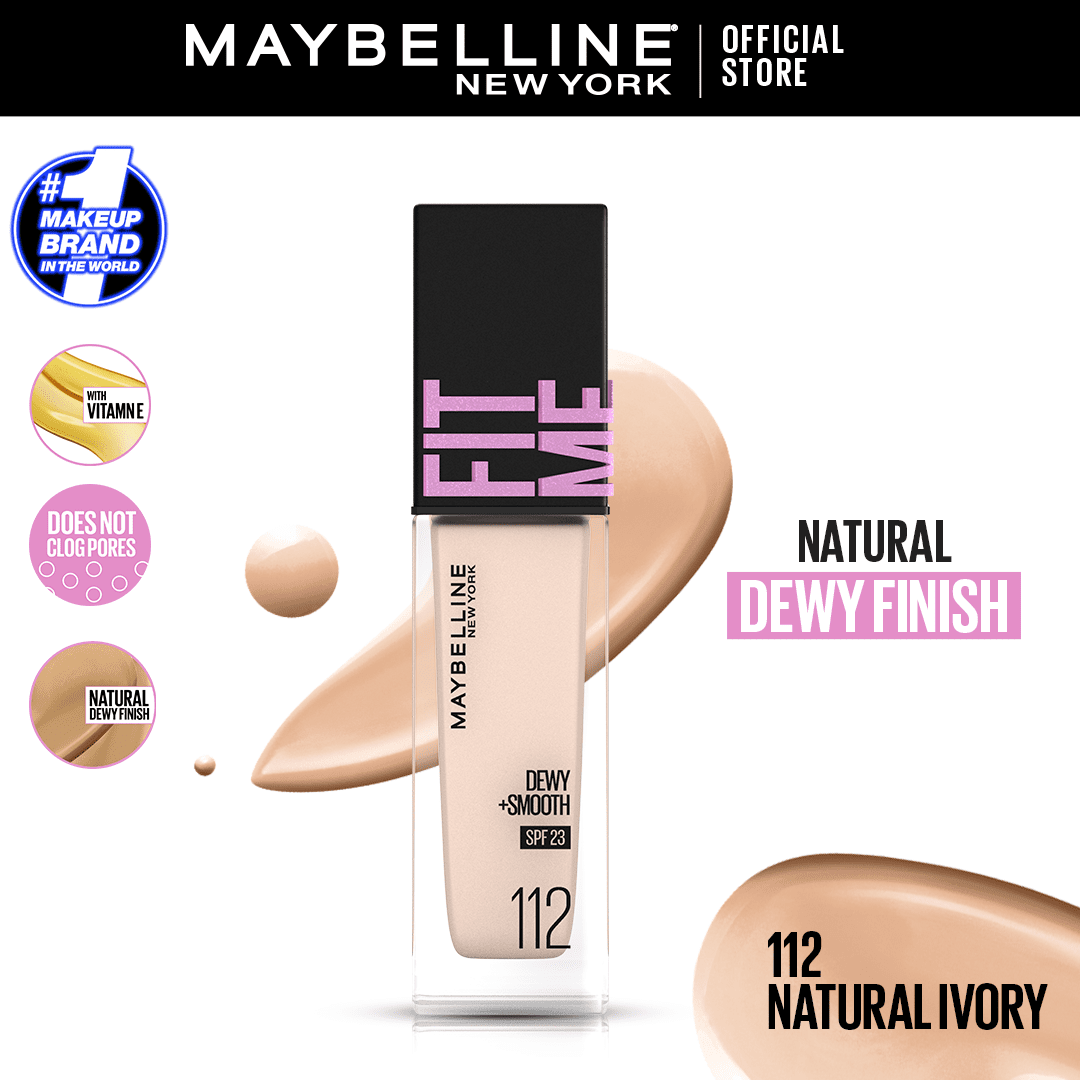 MAYBELLINE®
NEW YORK
OFFICIAL
STORE
#1
MAKEUP
BRAND
IN THE WORLD
WITH
VITAMN E
DOES NOT
CLOG PORES
NATURAL
DEWY FINISH
FIT
ME
MAYBELLINE
NEW YORK
DEWY
+SMOOTH
SPF 23
112
NATURAL
DEWY FINISH
112
NATURAL IVORY